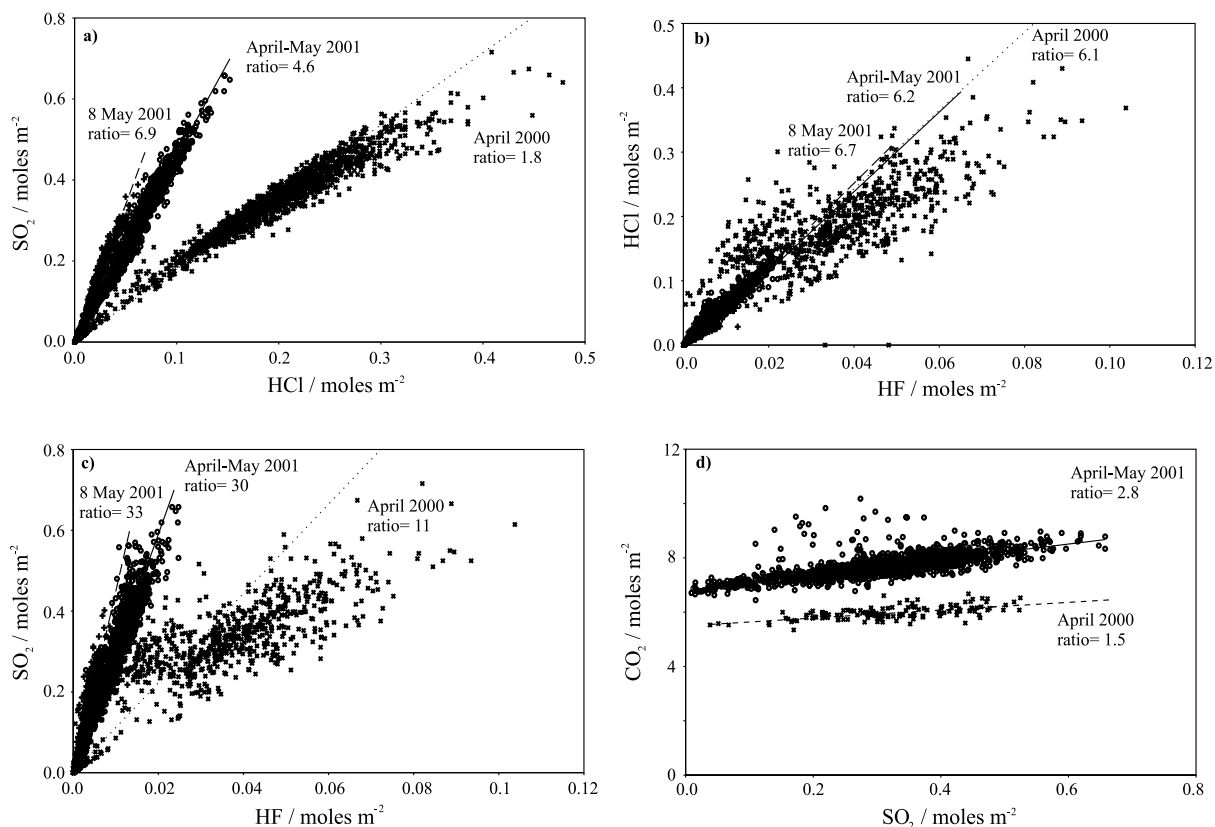 a)
April-May 2001
ratio= 4.6
8 May 2001
ratio= 6.9
April 2000
ratio= 1.8
0.8
0.6
0.4
0.2
0.0
SO₂ / moles m⁻²
0.0 0.1 0.2 0.3 0.4 0.5
HCl / moles m⁻²
b)
April 2000
ratio= 6.1
April-May 2001
ratio= 6.2
8 May 2001
ratio= 6.7
0.5
0.4
0.3
0.2
0.1
0.0
HCl / moles m⁻²
0.00 0.02 0.04 0.06 0.08 0.10 0.12
HF / moles m⁻²
c)
April-May 2001
ratio= 30
8 May 2001
ratio= 33
April 2000
ratio= 11
0.8
0.6
0.4
0.2
0.0
SO₂ / moles m⁻²
0.00 0.02 0.04 0.06 0.08 0.10 0.12
HF / moles m⁻²
d)
April-May 2001
ratio= 2.8
April 2000
ratio= 1.5
12
8
4
0
CO₂ / moles m⁻²
0.0 0.2 0.4 0.6 0.8
SO₂ / moles m⁻²